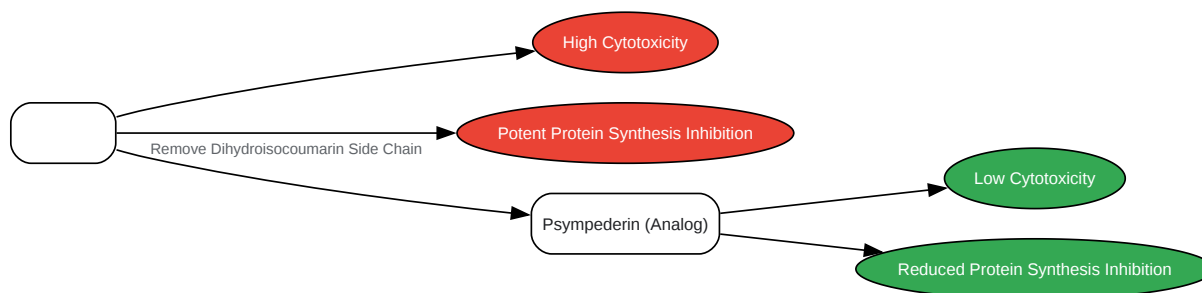 High Cytotoxicity
Potent Protein Synthesis Inhibition
Remove Dihydroisocoumarin Side Chain
Low Cytotoxicity
Psympederin (Analog)
Reduced Protein Synthesis Inhibition